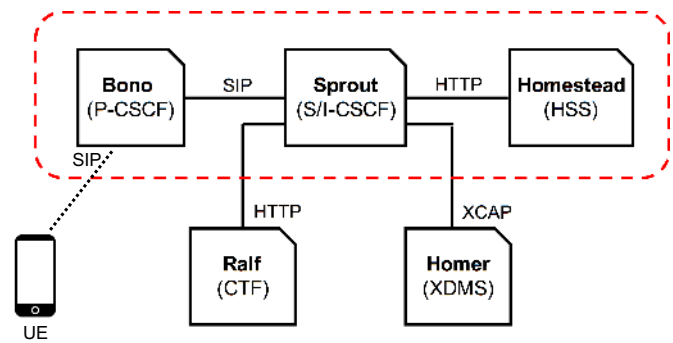 Bono
(P-CSCF)
SIP
Sprout
(S/I-CSCF)
HTTP
Homestead
(HSS)
SIP
HTTP
XCAP
Ralf
(CTF)
Homer
(XDMS)
UE